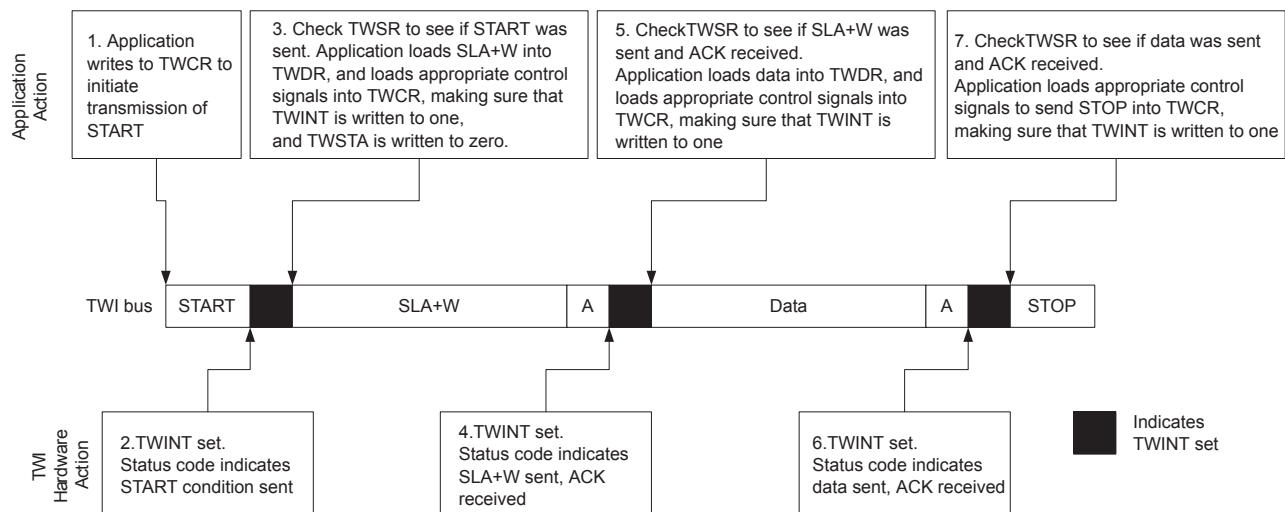 Application
Action
1. Application
writes to TWCR to
initiate
transmission of
START
3. Check TWSR to see if START was
sent. Application loads SLA+W into
TWDR, and loads appropriate control
signals into TWCR, making sure that
TWINT is written to one,
and TWSTA is written to zero.
5. CheckTWSR to see if SLA+W was
sent and ACK received.
Application loads data into TWDR, and
loads appropriate control signals into
TWCR, making sure that TWINT is
written to one
7. CheckTWSR to see if data was sent
and ACK received.
Application loads appropriate control
signals to send STOP into TWCR,
making sure that TWINT is written to one
TWI bus
START
SLA+W
A
Data
A
STOP
TWI
Hardware
Action
2.TWINT set.
Status code indicates
START condition sent
4.TWINT set.
Status code indicates
SLA+W sent, ACK
received
6.TWINT set.
Status code indicates
data sent, ACK received
Indicates
TWINT set